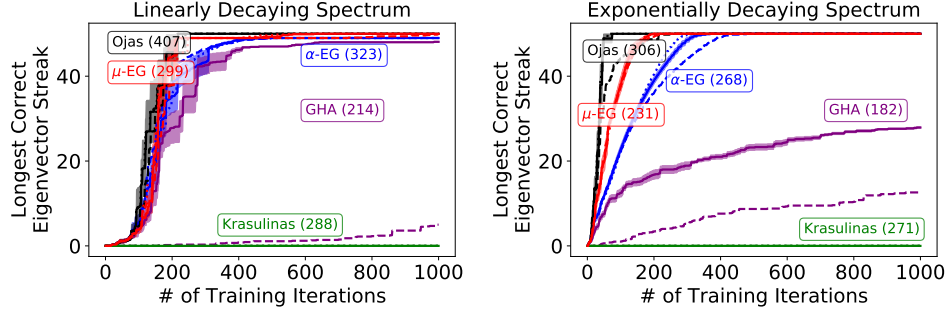 Linearly Decaying Spectrum
Longest Correct
Eigenvector Streak
40
20
0
Ojas (407)
μ-EG (299)
α-EG (323)
GHA (214)
Krasulinas (288)
0 200 400 600 800 1000
# of Training Iterations
Exponentially Decaying Spectrum
Longest Correct
Eigenvector Streak
40
20
0
Ojas (306)
α-EG (268)
μ-EG (231)
GHA (182)
Krasulinas (271)
0 200 400 600 800 1000
# of Training Iterations